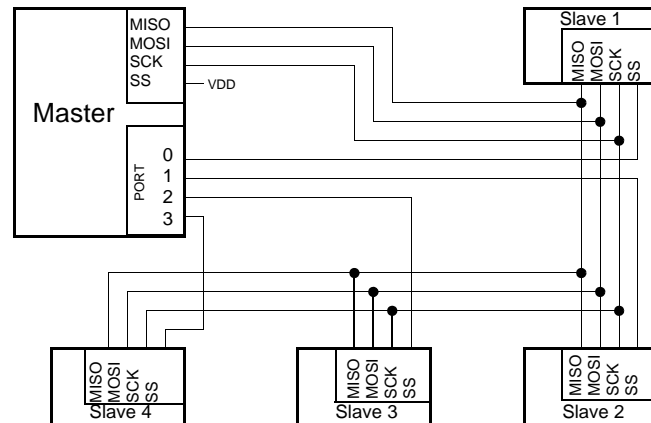 MISO
MOSI
SCK
SS
VDD
Master
PORT
0
1
2
3
Slave 1
MISO
MOSI
SCK
SS
MISO
MOSI
SCK
SS
Slave 4
MISO
MOSI
SCK
SS
Slave 3
MISO
MOSI
SCK
SS
Slave 2